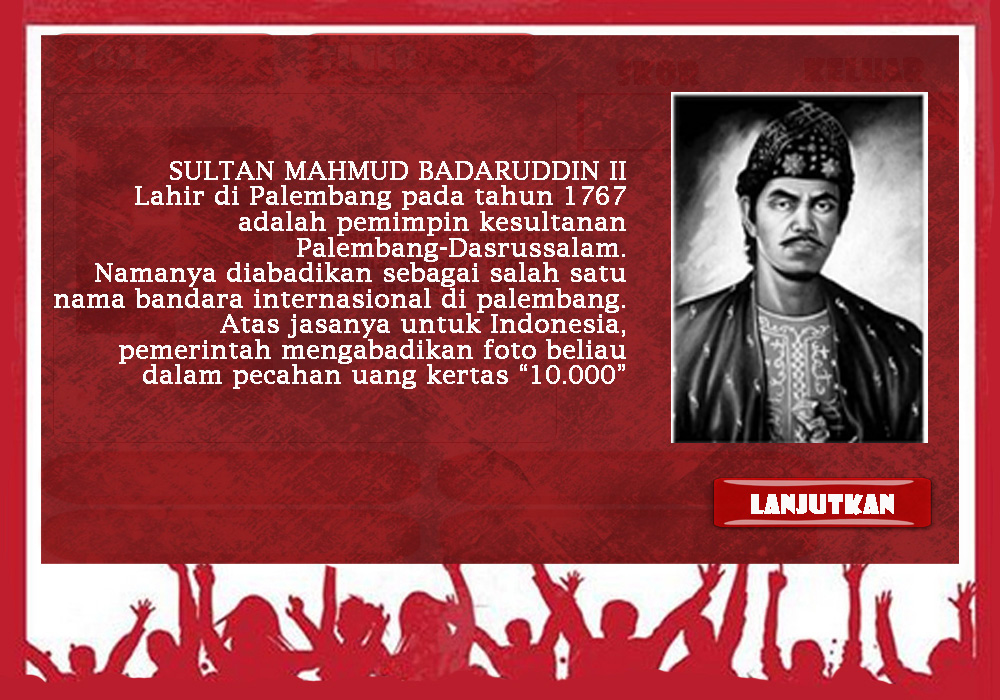 SULTAN MAHMUD BADARUDDIN II
Lahir di Palembang pada tahun 1767
adalah pemimpin kesultanan
Palembang-Dasrussalam.
Namanya diabadikan sebagai salah satu
nama bandara internasional di palembang.
Atas jasanya untuk Indonesia,
pemerintah mengabadikan foto beliau
dalam pecahan uang kertas “10.000”
LANJUTKAN